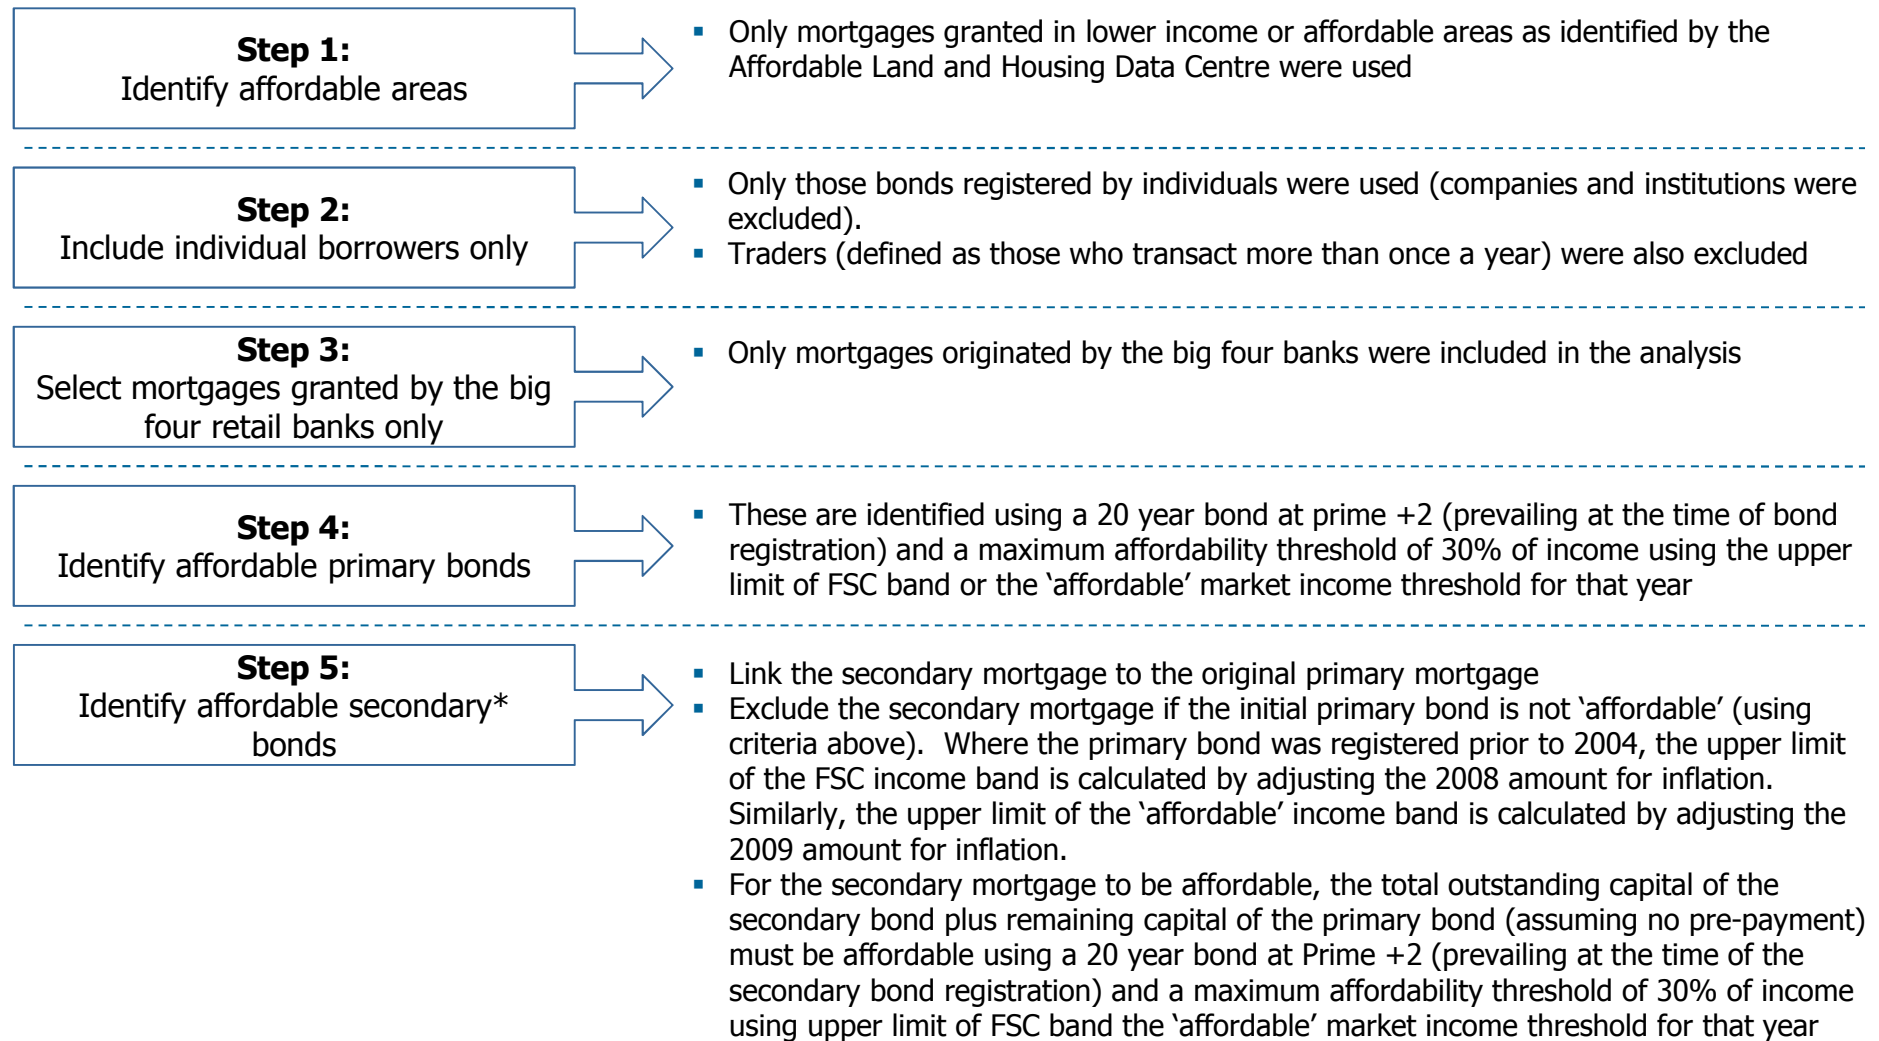 Step 1:
Identify affordable areas
▪ Only mortgages granted in lower income or affordable areas as identified by the
Affordable Land and Housing Data Centre were used
Step 2:
Include individual borrowers only
▪ Only those bonds registered by individuals were used (companies and institutions were
excluded).
▪ Traders (defined as those who transact more than once a year) were also excluded
Step 3:
Select mortgages granted by the big
four retail banks only
▪ Only mortgages originated by the big four banks were included in the analysis
Step 4:
Identify affordable primary bonds
▪ These are identified using a 20 year bond at prime +2 (prevailing at the time of bond
registration) and a maximum affordability threshold of 30% of income using the upper
limit of FSC band or the ‘affordable’ market income threshold for that year
Step 5:
Identify affordable secondary*
bonds
▪ Link the secondary mortgage to the original primary mortgage
▪ Exclude the secondary mortgage if the initial primary bond is not ‘affordable’ (using
criteria above).  Where the primary bond was registered prior to 2004, the upper limit
of the FSC income band is calculated by adjusting the 2008 amount for inflation.
Similarly, the upper limit of the ‘affordable’ income band is calculated by adjusting the
2009 amount for inflation.
▪ For the secondary mortgage to be affordable, the total outstanding capital of the
secondary bond plus remaining capital of the primary bond (assuming no pre-payment)
must be affordable using a 20 year bond at Prime +2 (prevailing at the time of the
secondary bond registration) and a maximum affordability threshold of 30% of income
using upper limit of FSC band the ‘affordable’ market income threshold for that year